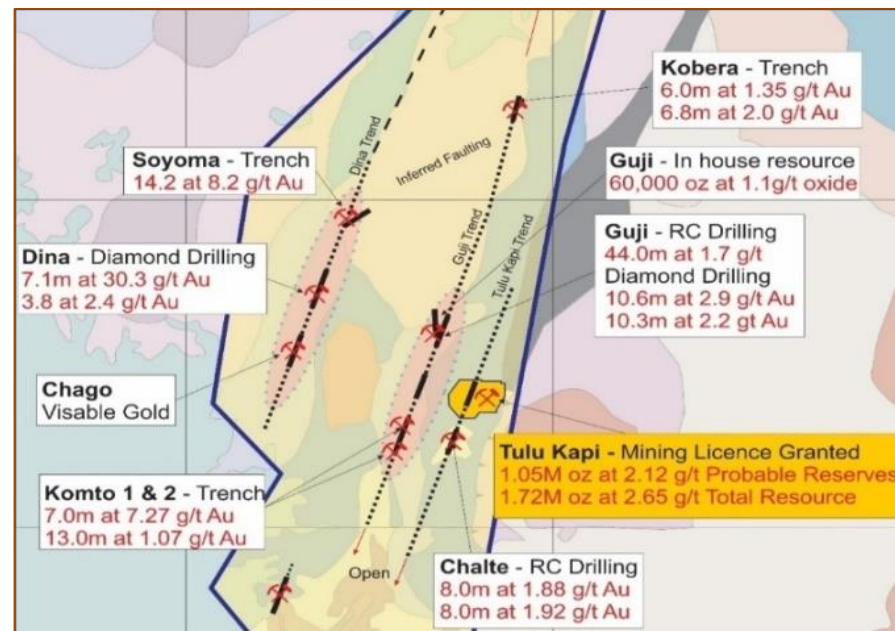 Kobera - Trench
6.0m at 1.35 g/t Au
6.8m at 2.0 g/t Au
Soyoma - Trench
14.2 at 8.2 g/t Au
Dina Trend
Inferred Faulting
Guji - In house resource
60,000 oz at 1.1g/t oxide
Guji Trend
Tulu Kapi Trend
Guji - RC Drilling
44.0m at 1.7 g/t
Diamond Drilling
10.6m at 2.9 g/t Au
10.3m at 2.2 gt Au
Dina - Diamond Drilling
7.1m at 30.3 g/t Au
3.8 at 2.4 g/t Au
Chago
Visable Gold
Tulu Kapi - Mining Licence Granted
1.05M oz at 2.12 g/t Probable Reserves
1.72M oz at 2.65 g/t Total Resource
Komto 1 & 2 - Trench
7.0m at 7.27 g/t Au
13.0m at 1.07 g/t Au
Open
Chalte - RC Drilling
8.0m at 1.88 g/t Au
8.0m at 1.92 g/t Au